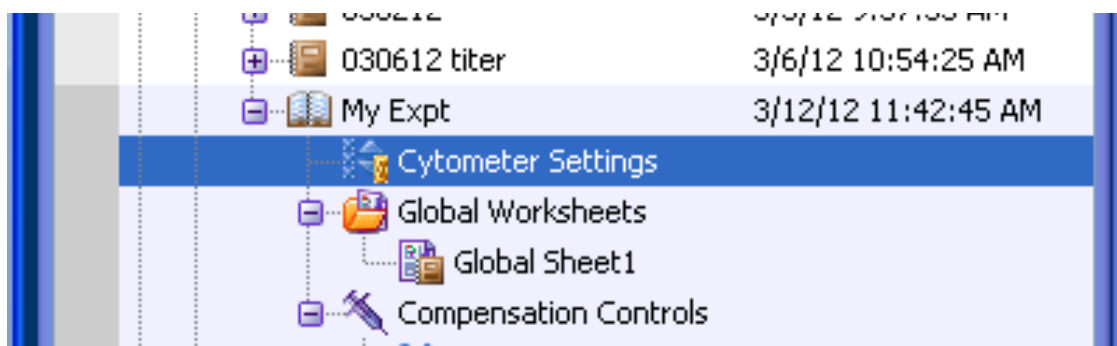 030612 titer 3/6/12 10:54:25 AM
My Expt 3/12/12 11:42:45 AM
Cytometer Settings
Global Worksheets
Global Sheet1
Compensation Controls